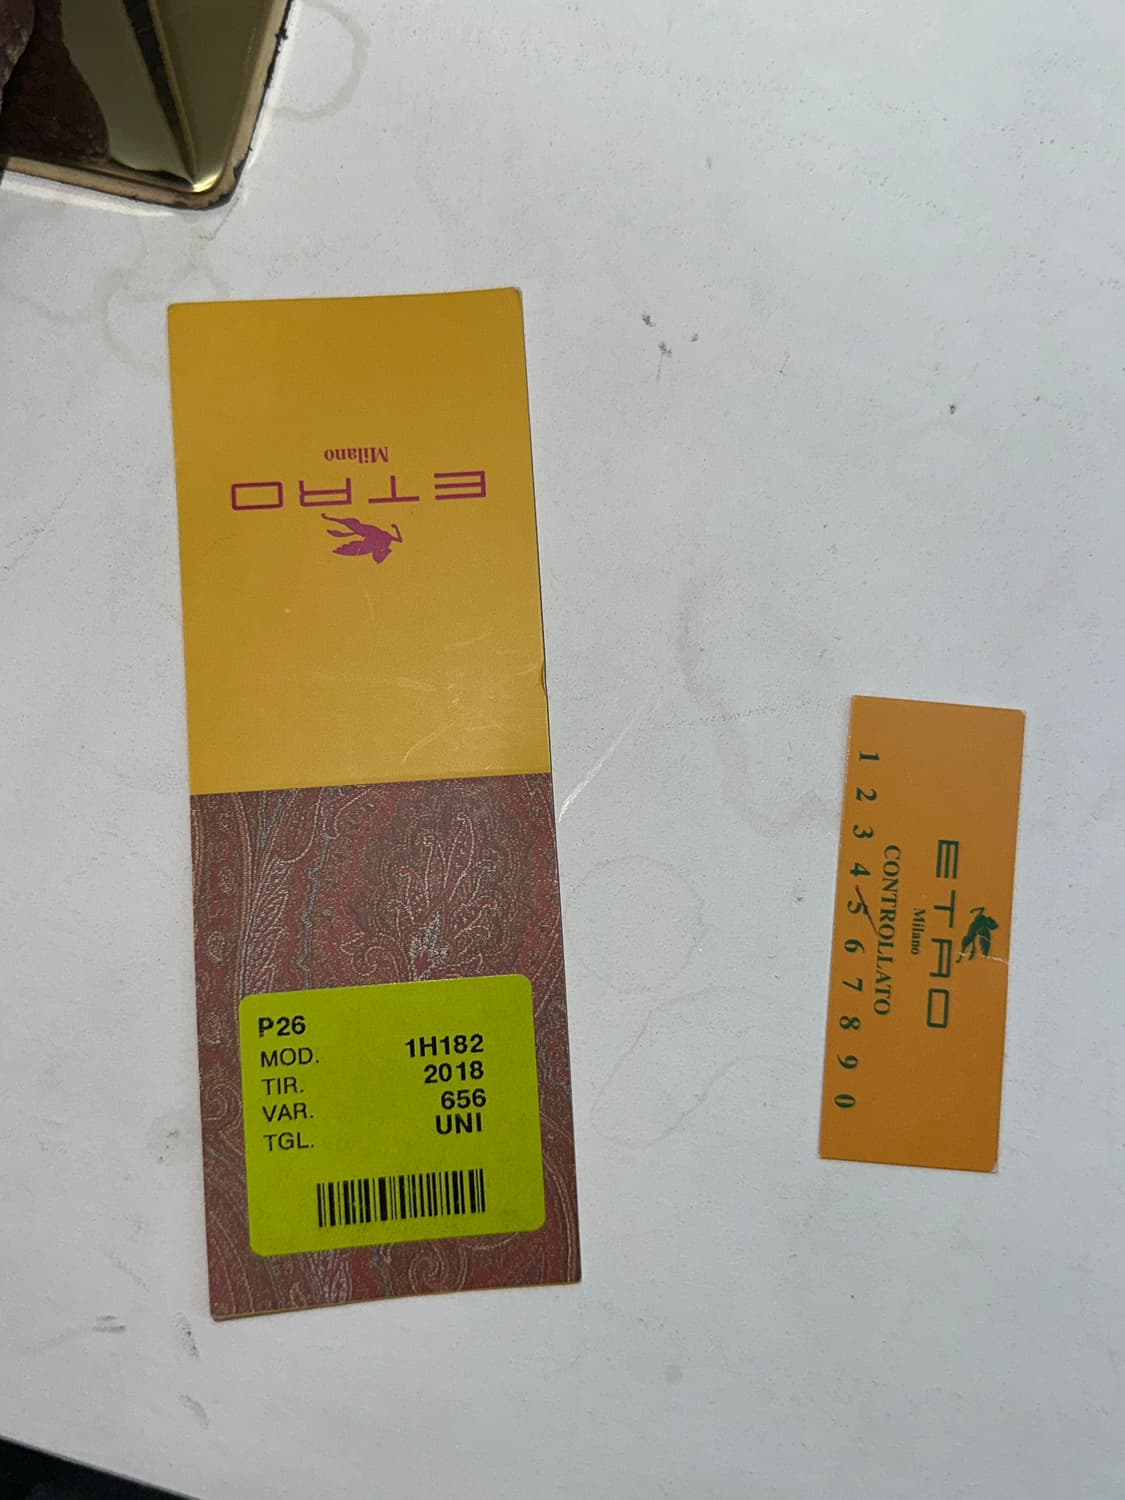 ETRO
Milano
P26
MOD. 1H182
TIR. 2018
VAR. 656
TGL. UNI
ETRO
Milano
CONTROLLATO
1 2 3 4 5 6 7 8 9 0